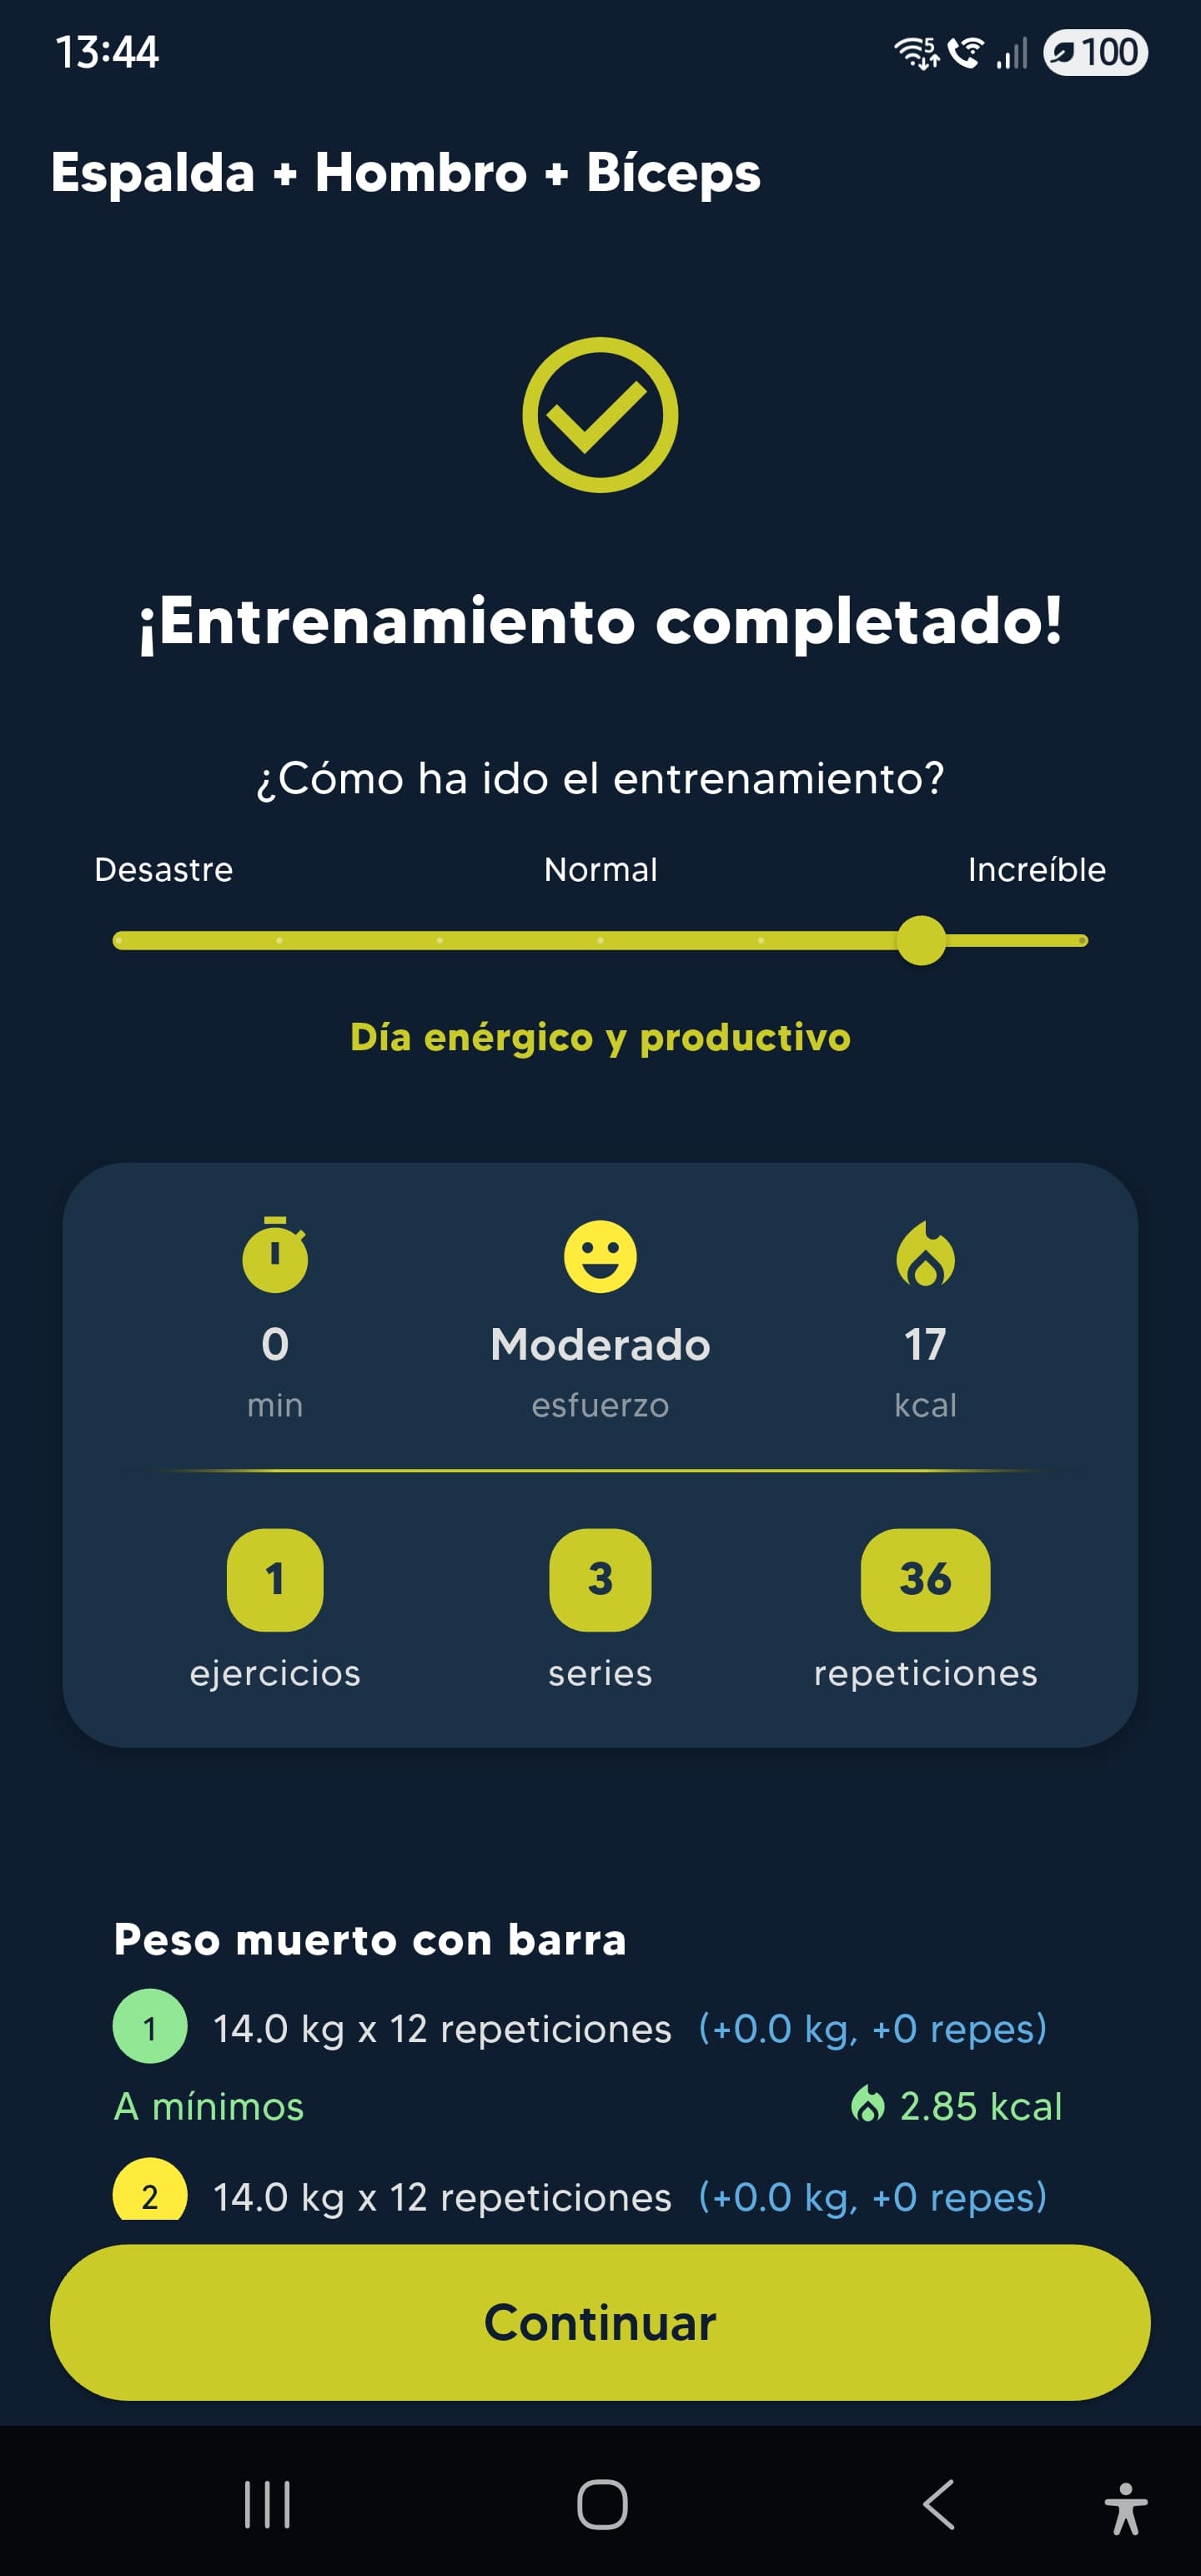 13:44
5
100
Espalda + Hombro + Bíceps
¡Entrenamiento completado!
¿Cómo ha ido el entrenamiento?
Desastre Normal Increíble
Día enérgico y productivo
0 Moderado 17
min esfuerzo kcal
1 3 36
ejercicios series repeticiones
Peso muerto con barra
1 14.0 kg x 12 repeticiones (+0.0 kg, +0 repes)
A mínimos 2.85 kcal
2 14.0 kg x 12 repeticiones (+0.0 kg, +0 repes)
Continuar